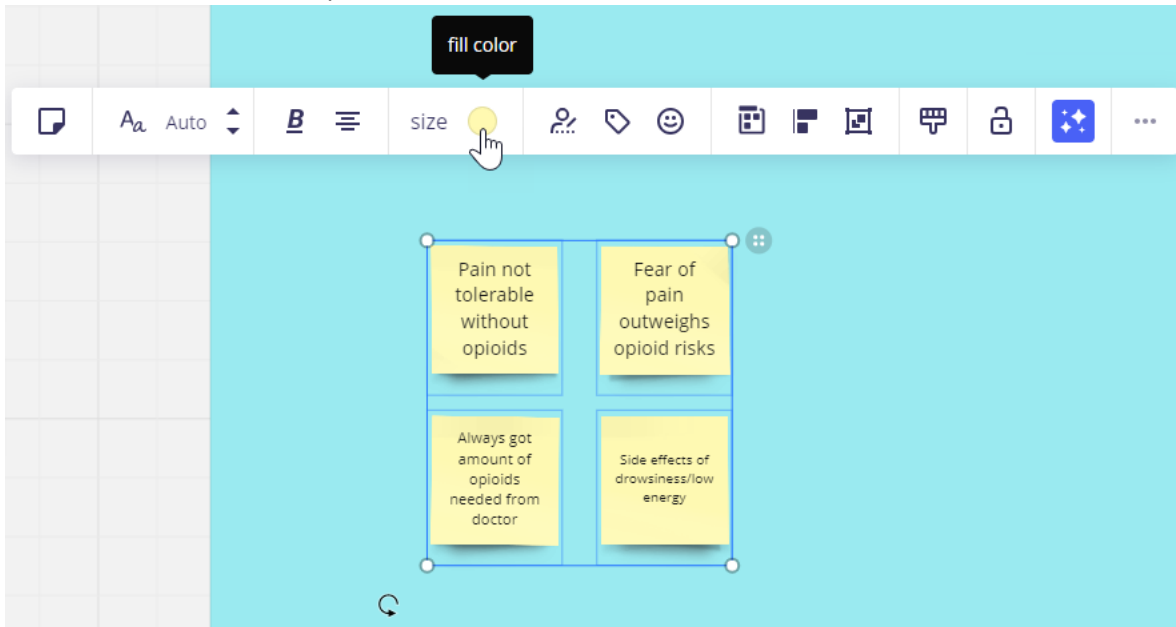 fill color
Aa Auto B size
Pain not
tolerable
without
opioids
Fear of
pain
outweighs
opioid risks
Always got
amount of
opioids
needed from
doctor
Side effects of
drowsiness/low
energy